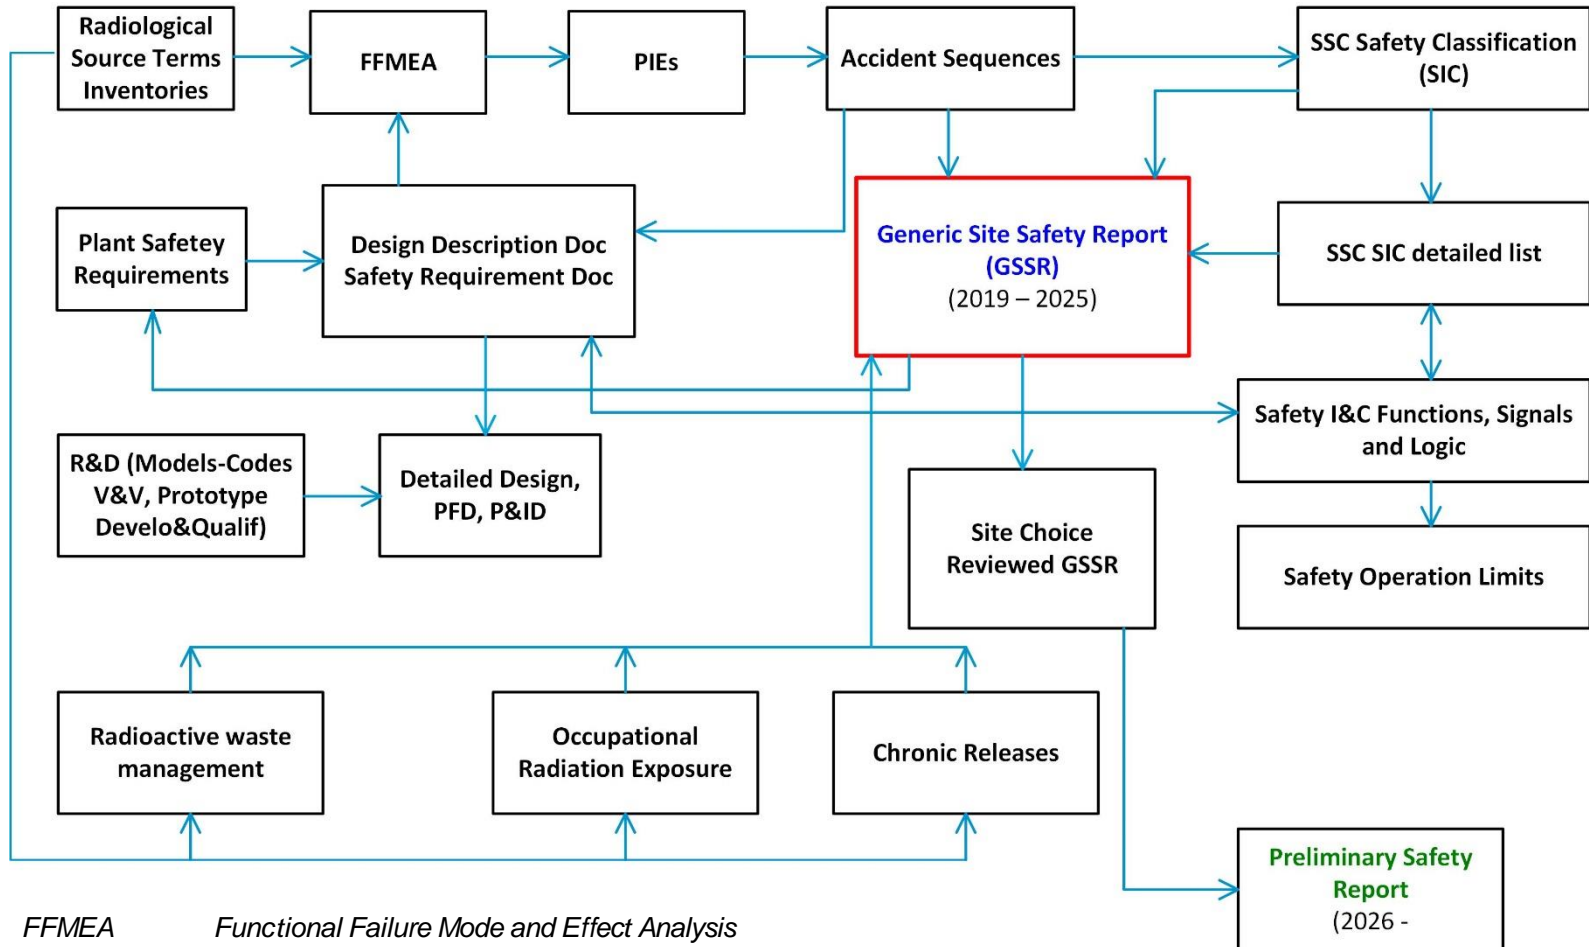 Radiological
Source Terms
Inventories
FFMEA
PIEs
Accident Sequences
SSC Safety Classification
(SIC)
Plant Safetey
Requirements
Design Description Doc
Safety Requirement Doc
Generic Site Safety Report
(GSSR)
(2019 – 2025)
SSC SIC detailed list
R&D (Models-Codes
V&V, Prototype
Develo&Qualif)
Detailed Design,
PFD, P&ID
Site Choice
Reviewed GSSR
Safety I&C Functions, Signals
and Logic
Safety Operation Limits
Radioactive waste
management
Occupational
Radiation Exposure
Chronic Releases
Preliminary Safety
Report
(2026 -
FFMEA Functional Failure Mode and Effect Analysis